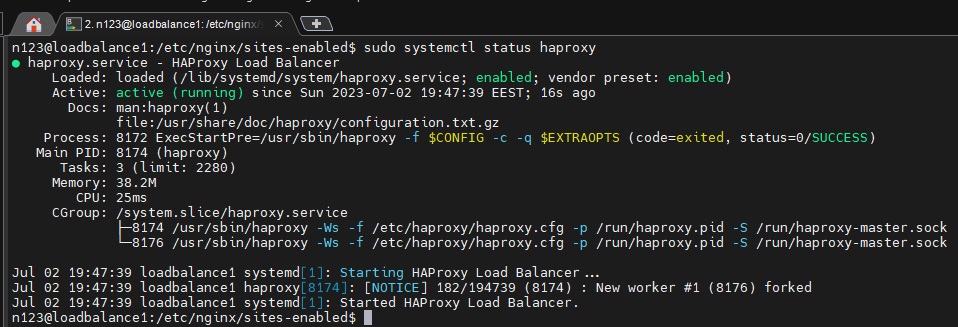 2. n123@loadbalance1: /etc/nginx/
n123@loadbalance1:/etc/nginx/sites-enabled$ sudo systemctl status haproxy
● haproxy.service - HAProxy Load Balancer
     Loaded: loaded (/lib/systemd/system/haproxy.service; enabled; vendor preset: enabled)
     Active: active (running) since Sun 2023-07-02 19:47:39 EEST; 16s ago
       Docs: man:haproxy(1)
             file:/usr/share/doc/haproxy/configuration.txt.gz
    Process: 8172 ExecStartPre=/usr/sbin/haproxy -f $CONFIG -c -q $EXTRAOPTS (code=exited, status=0/SUCCESS)
   Main PID: 8174 (haproxy)
      Tasks: 3 (limit: 2280)
     Memory: 38.2M
        CPU: 25ms
     CGroup: /system.slice/haproxy.service
             ├─8174 /usr/sbin/haproxy -Ws -f /etc/haproxy/haproxy.cfg -p /run/haproxy.pid -S /run/haproxy-master.sock
             └─8176 /usr/sbin/haproxy -Ws -f /etc/haproxy/haproxy.cfg -p /run/haproxy.pid -S /run/haproxy-master.sock
Jul 02 19:47:39 loadbalance1 systemd[1]: Starting HAProxy Load Balancer...
Jul 02 19:47:39 loadbalance1 haproxy[8174]: [NOTICE] 182/194739 (8174) : New worker #1 (8176) forked
Jul 02 19:47:39 loadbalance1 systemd[1]: Started HAProxy Load Balancer.
n123@loadbalance1:/etc/nginx/sites-enabled$